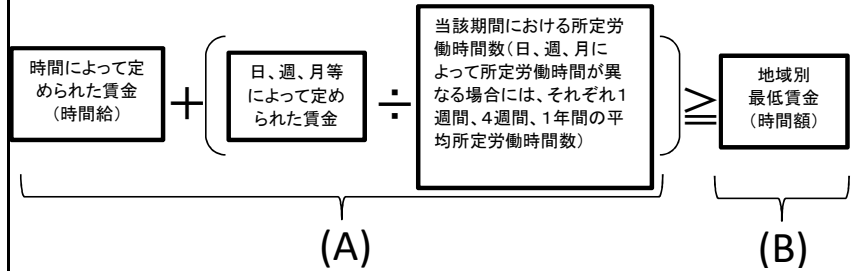 時間によって定
められた賃金
（時間給）
＋
日、週、月等
によって定め
られた賃金
÷
当該期間における所定労
働時間数（日、週、月に
よって所定労働時間が異
なる場合には、それぞれ１
週間、４週間、１年間の平
均所定労働時間数）
≧
地域別
最低賃金
（時間額）
(A)
(B)